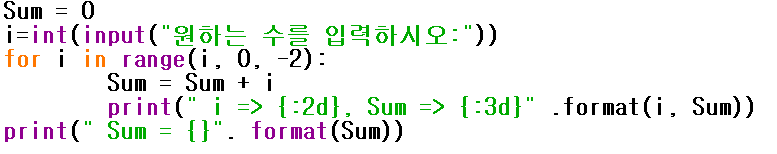 Sum = 0
i=int(input("원하는 수를 입력하시오:"))
for i in range(i, 0, -2):
        Sum = Sum + i
        print(" i => {:2d}, Sum => {:3d}" .format(i, Sum))
print(" Sum = {}". format(Sum))